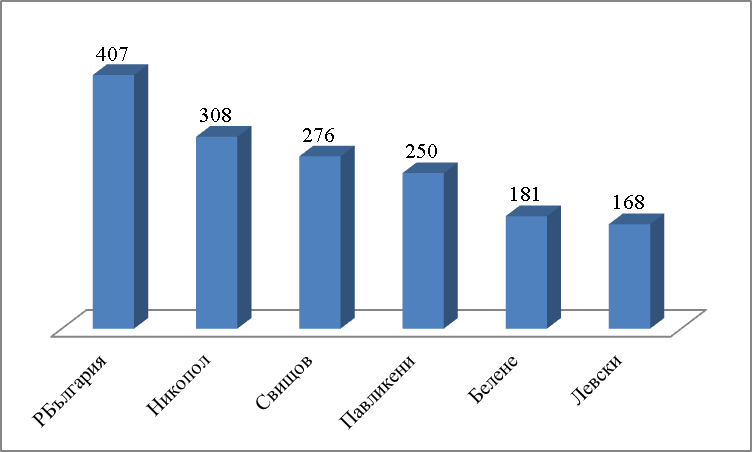 407
308
276
250
181
168
РБългария
Никопол
Свищов
Павликени
Белене
Левски